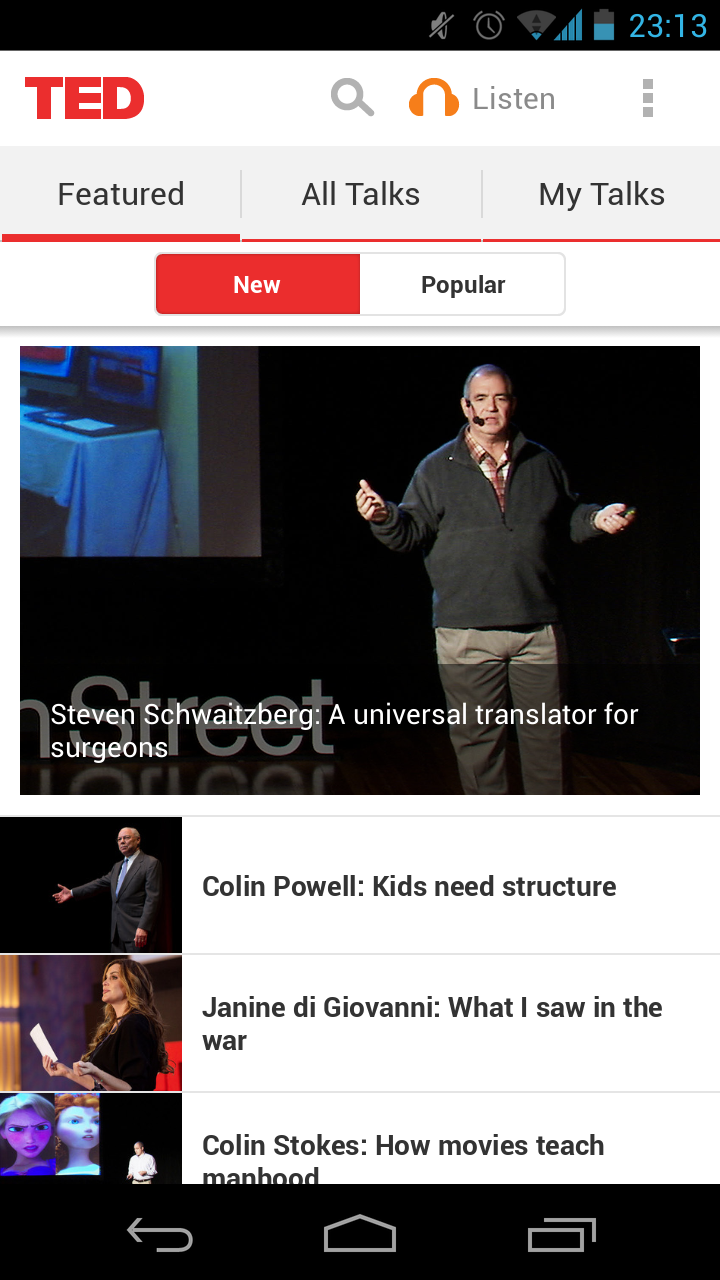 23:13
TED
Listen
Featured
All Talks
My Talks
New
Popular
Street
Steven Schwaitzberg: A universal translator for
surgeons
Colin Powell: Kids need structure
Janine di Giovanni: What I saw in the
war
Colin Stokes: How movies teach
manhood